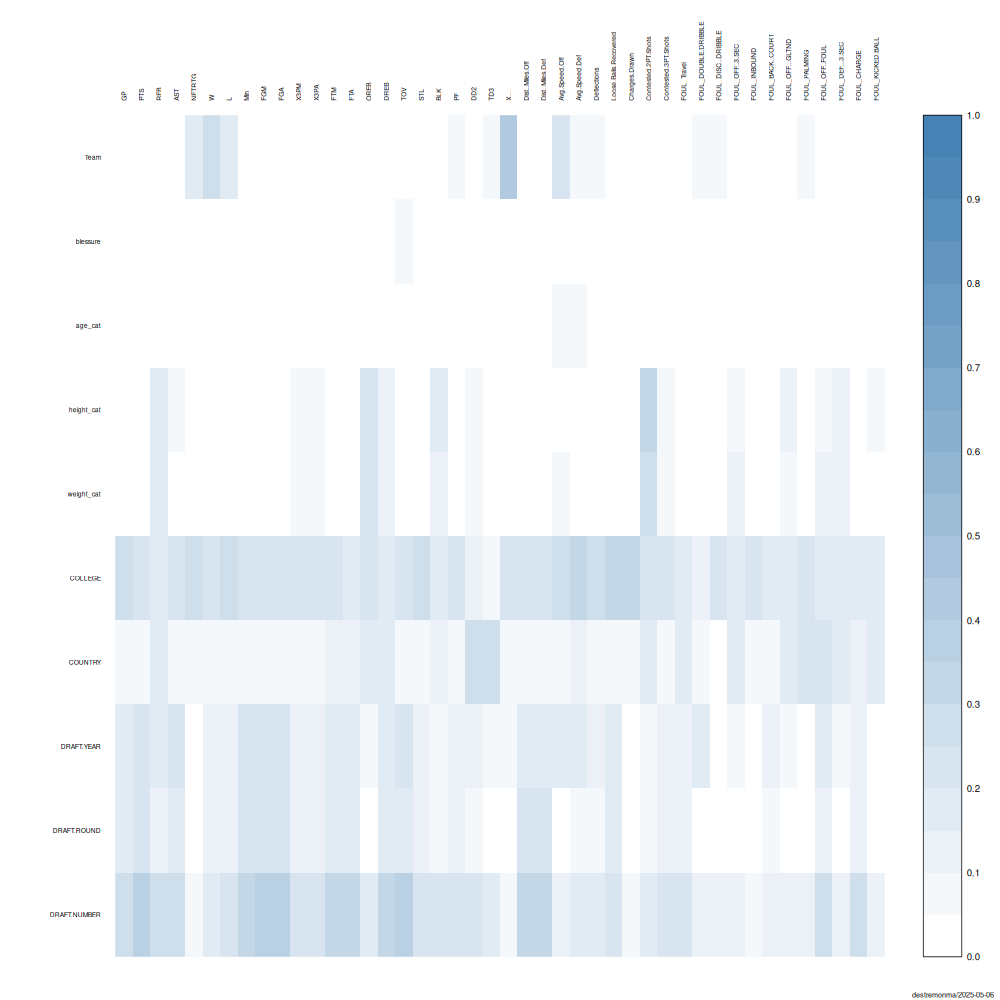 GP
PTS
REB
AST
NETRTG
W
L
Min
FGM
FGA
X3PM
X3PA
FTM
FTA
OREB
DREB
TOV
STL
BLK
PF
DD2
TD3
X...
Dist..Miles.Off
Dist..Miles.Def
Avg.Speed.Off
Avg.Speed.Def
Deflections
Loose.Balls.Recovered
Charges.Drawn
Contested.2PT.Shots
Contested.3PT.Shots
FOUL_Travel
FOUL_DOUBLE.DRIBBLE
FOUL_DISC..DRIBBLE
FOUL_OFF..3.SEC
FOUL_INBOUND
FOUL_BACK..COURT
FOUL_OFF..GLTND
FOUL_PALMING
FOUL_OFF..FOUL
FOUL_DEF..3.SEC
FOUL_CHARGE
FOUL_KICKED.BALL
Team
blessure
age_cat
height_cat
weight_cat
COLLEGE
COUNTRY
DRAFT.YEAR
DRAFT.ROUND
DRAFT.NUMBER
1.0
0.9
0.8
0.7
0.6
0.5
0.4
0.3
0.2
0.1
0.0
destremonma/2025-05-06